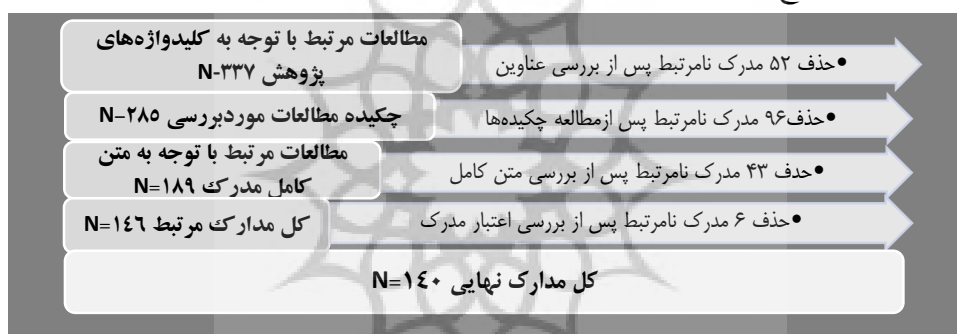 مطالعات مرتبط با توجه به کلیدواژه‌های
پژوهش N-۳۳۷
•حذف ۵۲ مدرک نامرتبط پس از بررسی عناوین
چکیده مطالعات موردبررسی N-۲۸۵
•حذف۹۶ مدرک نامرتبط پس ازمطالعه چکیده‌ها
مطالعات مرتبط با توجه به متن
کامل مدرک N=۱۸۹
•حدف ۴۳ مدرک نامرتبط پس از بررسی متن کامل
کل مدارک مرتبط N=١٤٦
•حذف ۶ مدرک نامرتبط پس از بررسی اعتبار مدرک
کل مدارک نهایی N=١٤٠